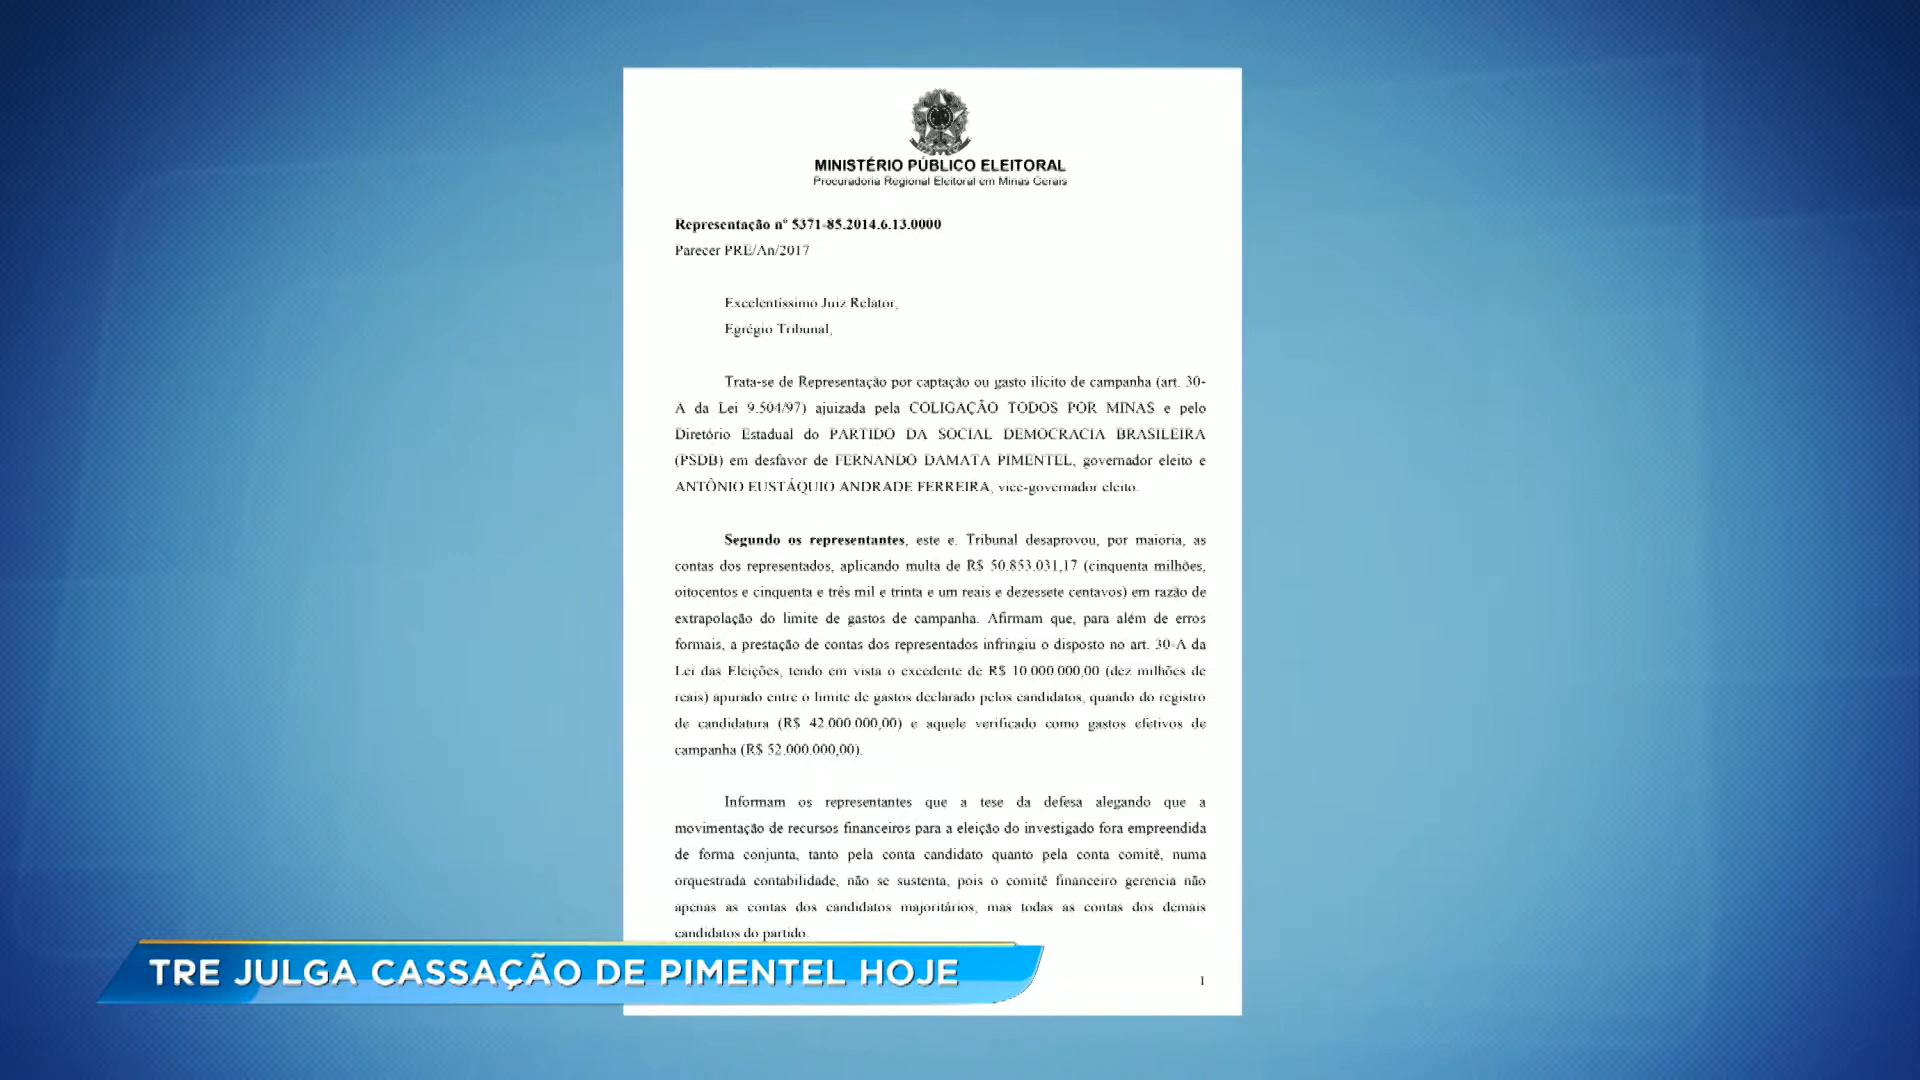 MINISTÉRIO PÚBLICO ELEITORAL
Procuradoria Regional Eleitoral em Minas Gerais
Representação nº 5371-85.2014.6.13.0000
Parecer PRE/An/2017
Excelentíssimo Juiz Relator,
Egrégio Tribunal,
Trata-se de Representação por captação ou gasto ilícito de campanha (art. 30-
A da Lei 9.504/97) ajuizada pela COLIGAÇÃO TODOS POR MINAS e pelo
Diretório Estadual do PARTIDO DA SOCIAL DEMOCRACIA BRASILEIRA
(PSDB) em desfavor de FERNANDO DAMATA PIMENTEL, governador eleito e
ANTÔNIO EUSTÁQUIO ANDRADE FERREIRA, vice-governador eleito.
Segundo os representantes, este e. Tribunal desaprovou, por maioria, as
contas dos representados, aplicando multa de R$ 50.853.031,17 (cinquenta milhões,
oitocentos e cinquenta e três mil e trinta e um reais e dezessete centavos) em razão de
extrapolação do limite de gastos de campanha. Afirmam que, para além de erros
formais, a prestação de contas dos representados infringiu o disposto no art. 30-A da
Lei das Eleições, tendo em vista o excedente de R$ 10.000.000,00 (dez milhões de
reais) apurado entre o limite de gastos declarado pelos candidatos, quando do registro
de candidatura (R$ 42.000.000,00) e aquele verificado como gastos efetivos de
campanha (R$ 52.000.000,00).
Informam os representantes que a tese da defesa alegando que a
movimentação de recursos financeiros para a eleição do investigado fora empreendida
de forma conjunta, tanto pela conta candidato quanto pela conta comitê, numa
orquestrada contabilidade, não se sustenta, pois o comitê financeiro gerencia não
apenas as contas dos candidatos majoritários, mas todas as contas dos demais
candidatos do partido.
1
TRE JULGA CASSAÇÃO DE PIMENTEL HOJE